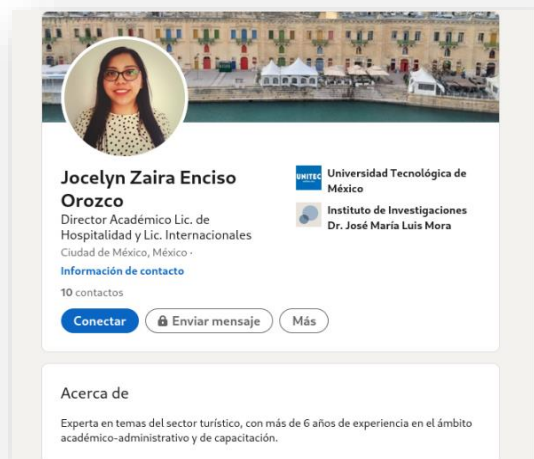 Jocelyn Zaira Enciso
Orozco
Director Académico Lic. de
Hospitalidad y Lic. Internacionales
Ciudad de México, México ·
Información de contacto
10 contactos
Conectar
Enviar mensaje
Más
UNITEC
Universidad Tecnológica de
México
Instituto de Investigaciones
Dr. José María Luis Mora
Acerca de
Experta en temas del sector turístico, con más de 6 años de experiencia en el ámbito
académico-administrativo y de capacitación.